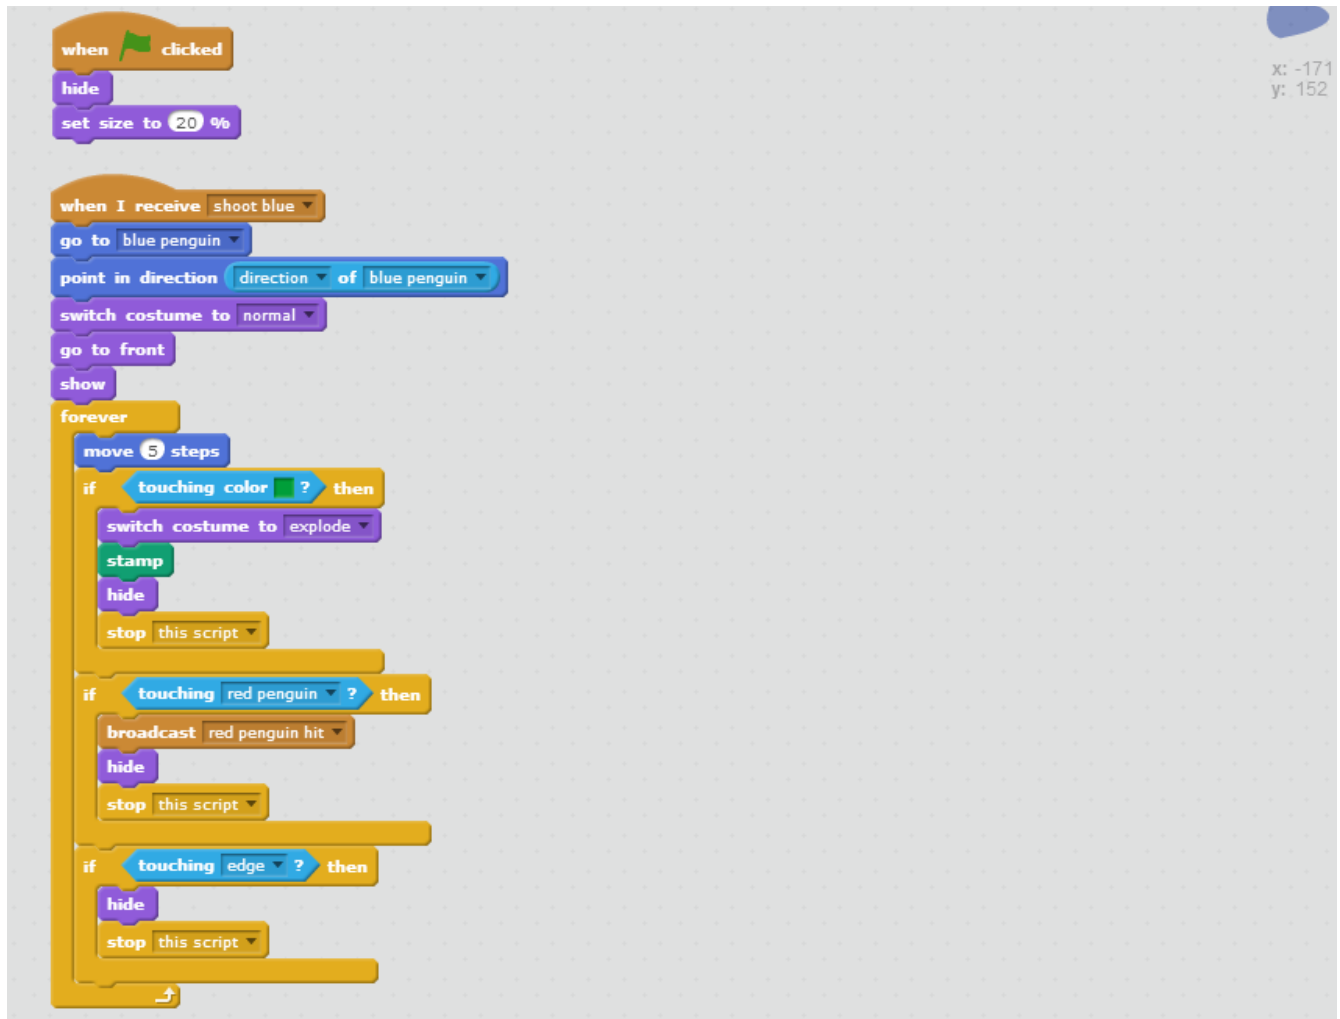 when clicked
hide
set size to 20 %
x: -171
y: 152
when I receive shoot blue
go to blue penguin
point in direction direction of blue penguin
switch costume to normal
go to front
show
forever
move 5 steps
if touching color ? then
switch costume to explode
stamp
hide
stop this script
if touching red penguin ? then
broadcast red penguin hit
hide
stop this script
if touching edge ? then
hide
stop this script